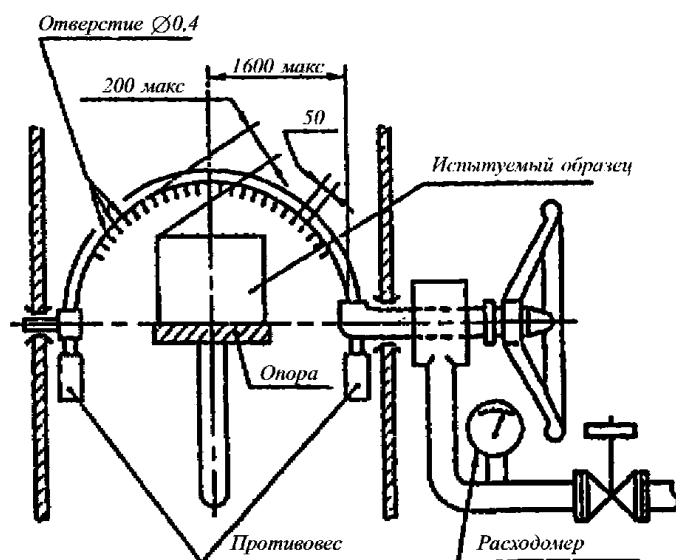 Отверстие ∅0,4
1600 макс
200 макс
50
Испытуемый образец
Опора
Противовес
Расходомер